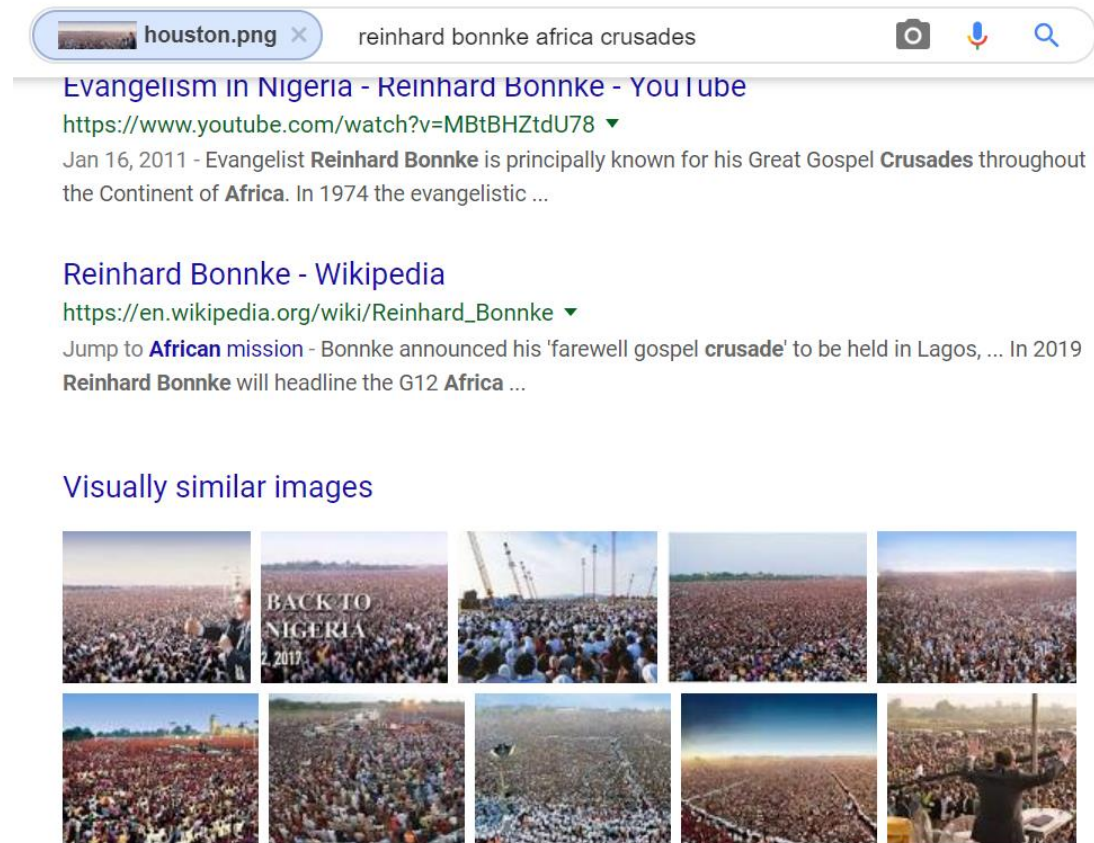 houston.png × reinhard bonnke africa crusades
Evangelism in Nigeria - Reinhard Bonnke - YouTube
https://www.youtube.com/watch?v=MBtBHZtdU78
Jan 16, 2011 - Evangelist Reinhard Bonnke is principally known for his Great Gospel Crusades throughout
the Continent of Africa. In 1974 the evangelistic ...
Reinhard Bonnke - Wikipedia
https://en.wikipedia.org/wiki/Reinhard_Bonnke
Jump to African mission - Bonnke announced his 'farewell gospel crusade' to be held in Lagos, ... In 2019
Reinhard Bonnke will headline the G12 Africa ...
Visually similar images
BACK TO
NIGERIA
2, 2017